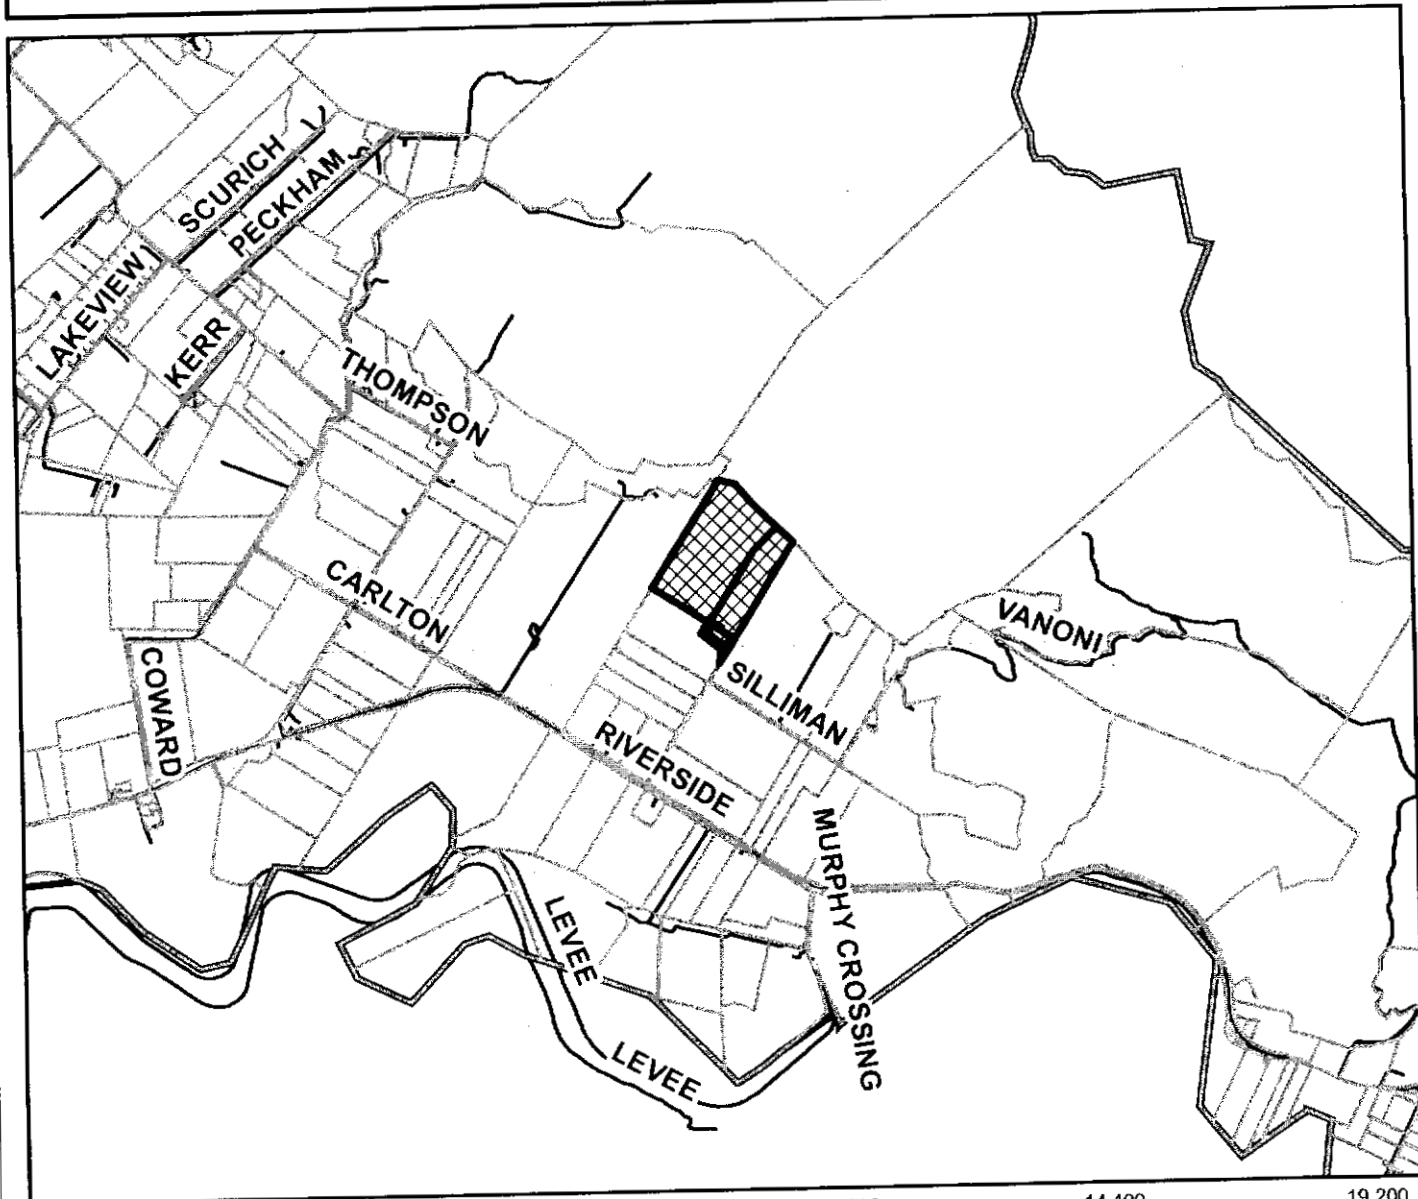 SCURICH
PECKHAM
LAKEVIEW
KERR
THOMPSON
CARLTON
VANONI
COWARD
SILLIMAN
RIVERSIDE
MURPHY CROSSING
LEVEE
LEVEE
14,400
19,200